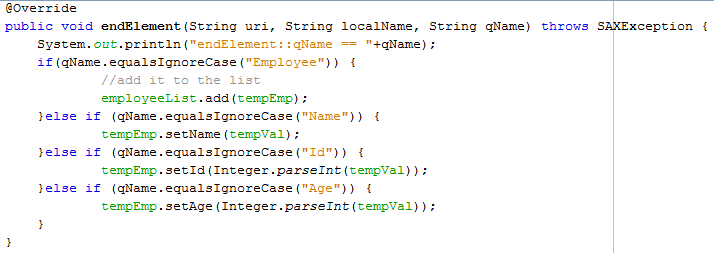 @Override
public void endElement(String uri, String localName, String qName) throws SAXException {
System.out.println("endElement::qName == "+qName);
if(qName.equalsIgnoreCase("Employee")) {
//add it to the list
employeeList.add(tempEmp);
}else if (qName.equalsIgnoreCase("Name")) {
tempEmp.setName(tempVal);
}else if (qName.equalsIgnoreCase("Id")) {
tempEmp.setId(Integer.parseInt(tempVal));
}else if (qName.equalsIgnoreCase("Age")) {
tempEmp.setAge(Integer.parseInt(tempVal));
}
}